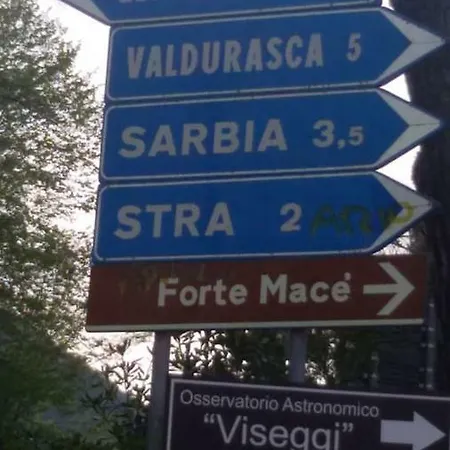 VALDURASCA 5
SARBIA 3,5
STRA 2
Forte Macè
Osservatorio Astronomico
"Viseggi"